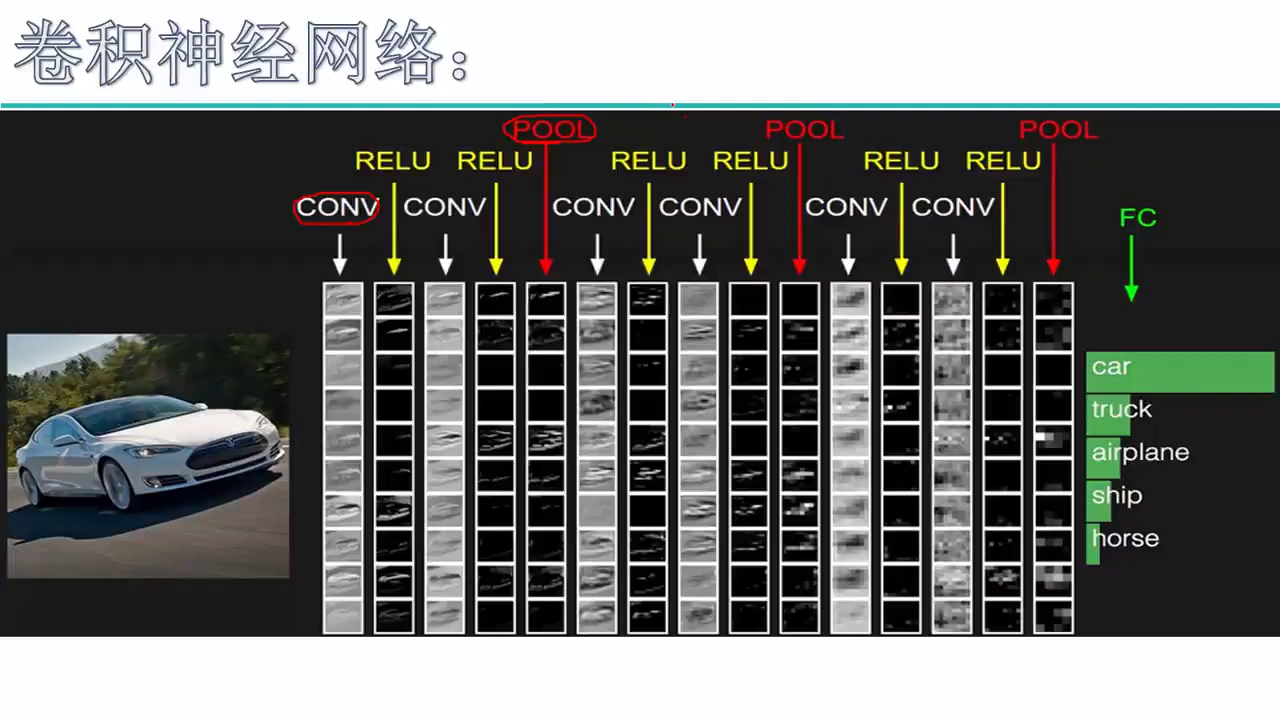 卷积神经网络：
POOL POOL POOL
RELU RELU RELU RELU RELU RELU
CONV CONV CONV CONV CONV CONV
FC
car
truck
airplane
ship
horse